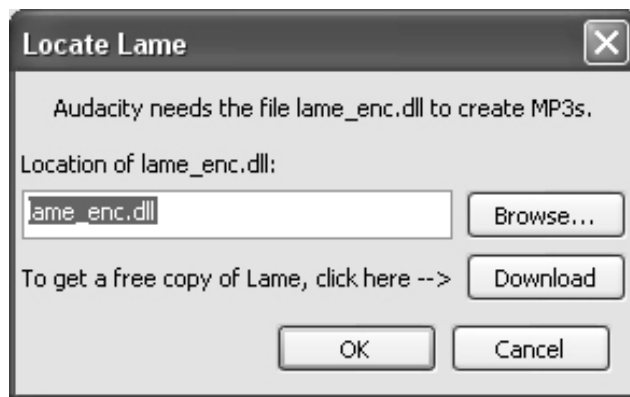 Locate Lame
Audacity needs the file lame_enc.dll to create MP3s.
Location of lame_enc.dll:
lame_enc.dll
Browse...
To get a free copy of Lame, click here -->
Download
OK
Cancel